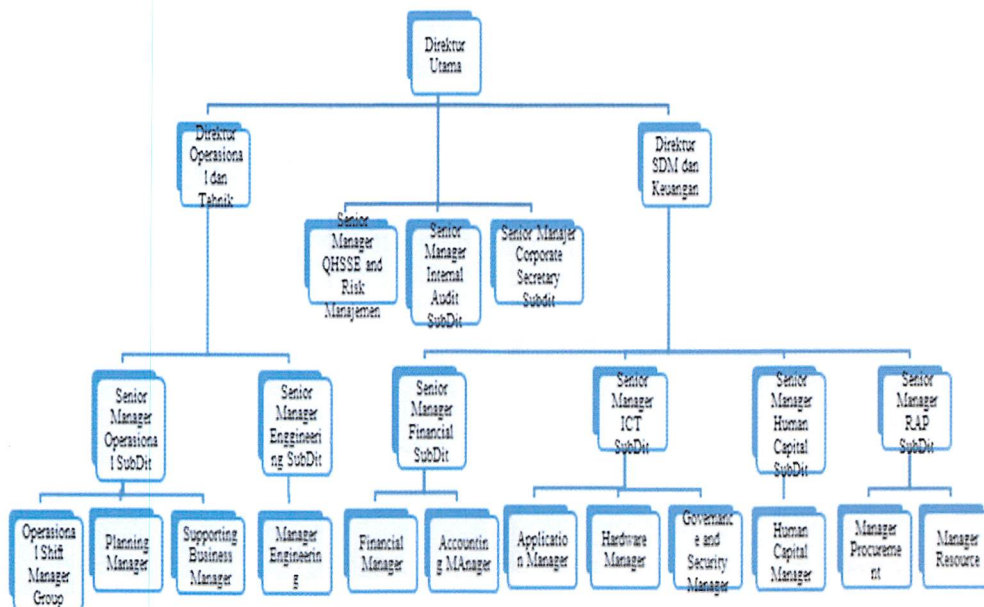 Direktur
Utama
Direktur
Operasiona
l dan
Tehnik
Direktur
SDM dan
Keuangan
Senior
Manager
QHSSE and
Risk
Manajemen
Senior
Manager
Internal
Audit
SubDit
Senior Manajer
Corporate
Secretary
Subdit
Senior
Manager
Operasiona
l SubDit
Senior
Manager
Enggineeri
ng SubDit
Senior
Manager
Financial
SubDit
Senior
Manager
ICT
SubDit
Senior
Manager
Human
Capital
SubDit
Senior
Manager
RAP
SubDit
Operasiona
l Shift
Manager
Group
Planning
Manager
Supporting
Business
Manager
Manager
Engineerin
g
Financial
Manager
Accountin
g MAnager
Applicatio
n Manager
Hardware
Manager
Governanc
e and
Security
Manager
Human
Capital
Manager
Manager
Procureme
nt
Manager
Resource